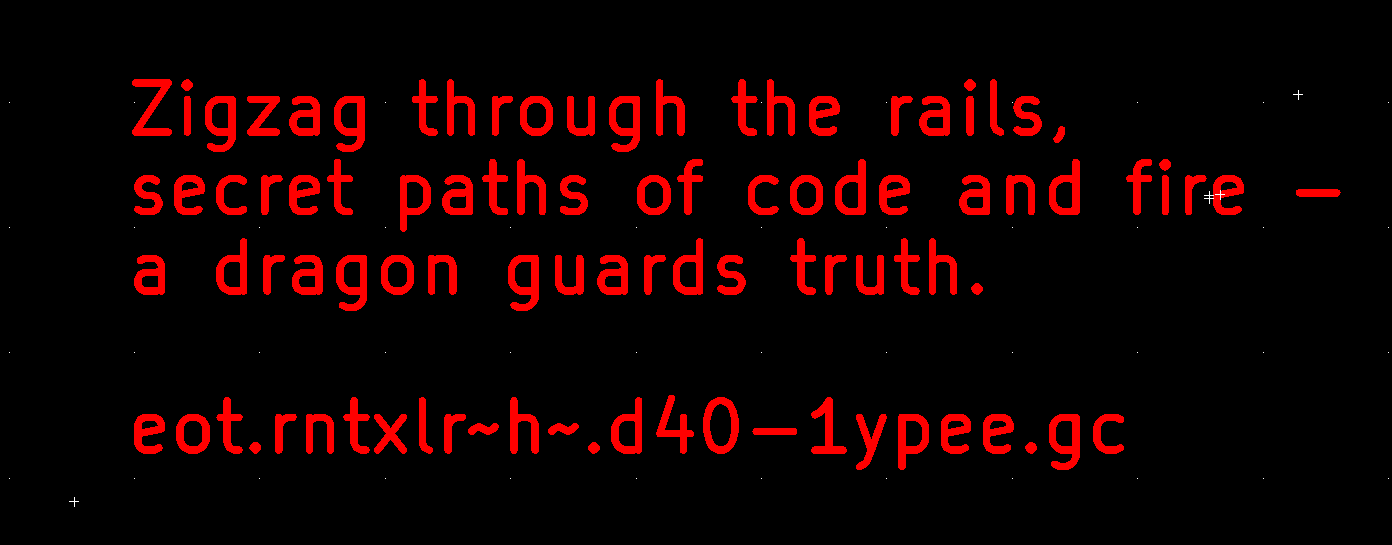 Zigzag through the rails,
secret paths of code and fire –
a dragon guards truth.
eot.rntxlr~h~.d40-1ypee.gc